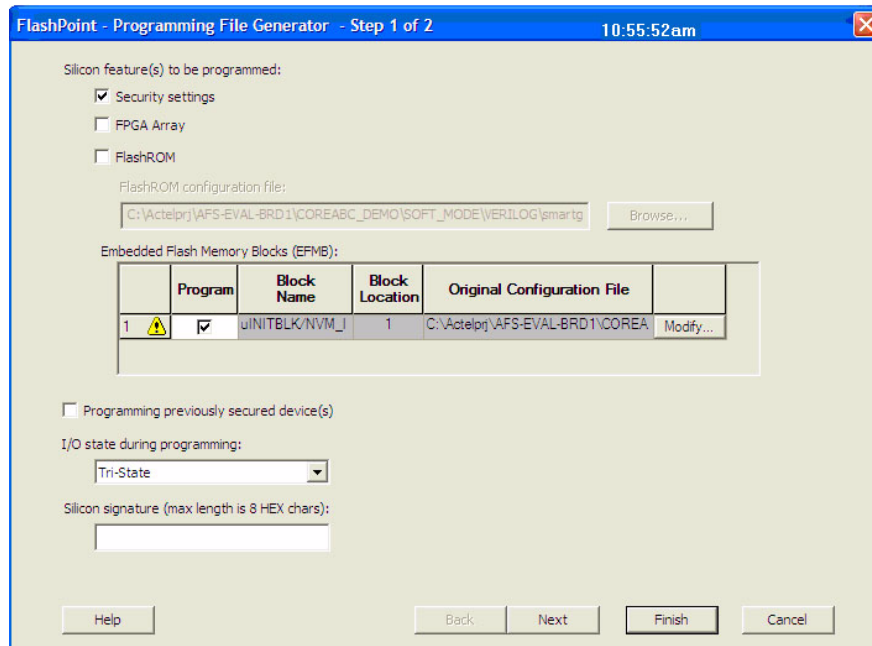 FlashPoint - Programming File Generator - Step 1 of 2 10:55:52am
Silicon feature(s) to be programmed:
Security settings
FPGA Array
FlashROM
FlashROM configuration file:
C:\Actelprj\AFS-EVAL-BRD1\COREABC_DEMO\SOFT_MODE\VERILOG\smartg Browse...
Embedded Flash Memory Blocks (EFMB):
Program Block Name Block Location Original Configuration File
1 uINITBLK/NVM_I 1 C:\Actelprj\AFS-EVAL-BRD1\COREA Modify...
Programming previously secured device(s)
I/O state during programming:
Tri-State
Silicon signature (max length is 8 HEX chars):
Help Back Next Finish Cancel